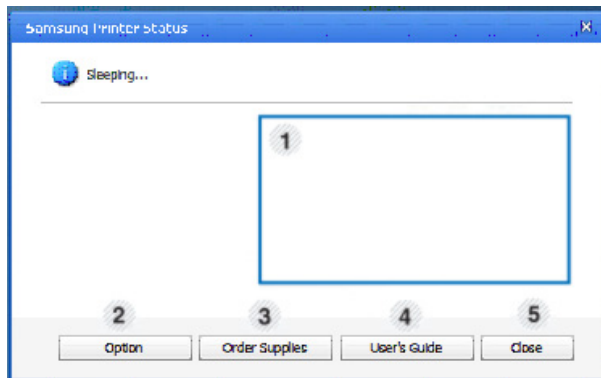 Samsung Printer Status
Sleeping...
1
2 3 4 5
Option Order Supplies User's Guide Close